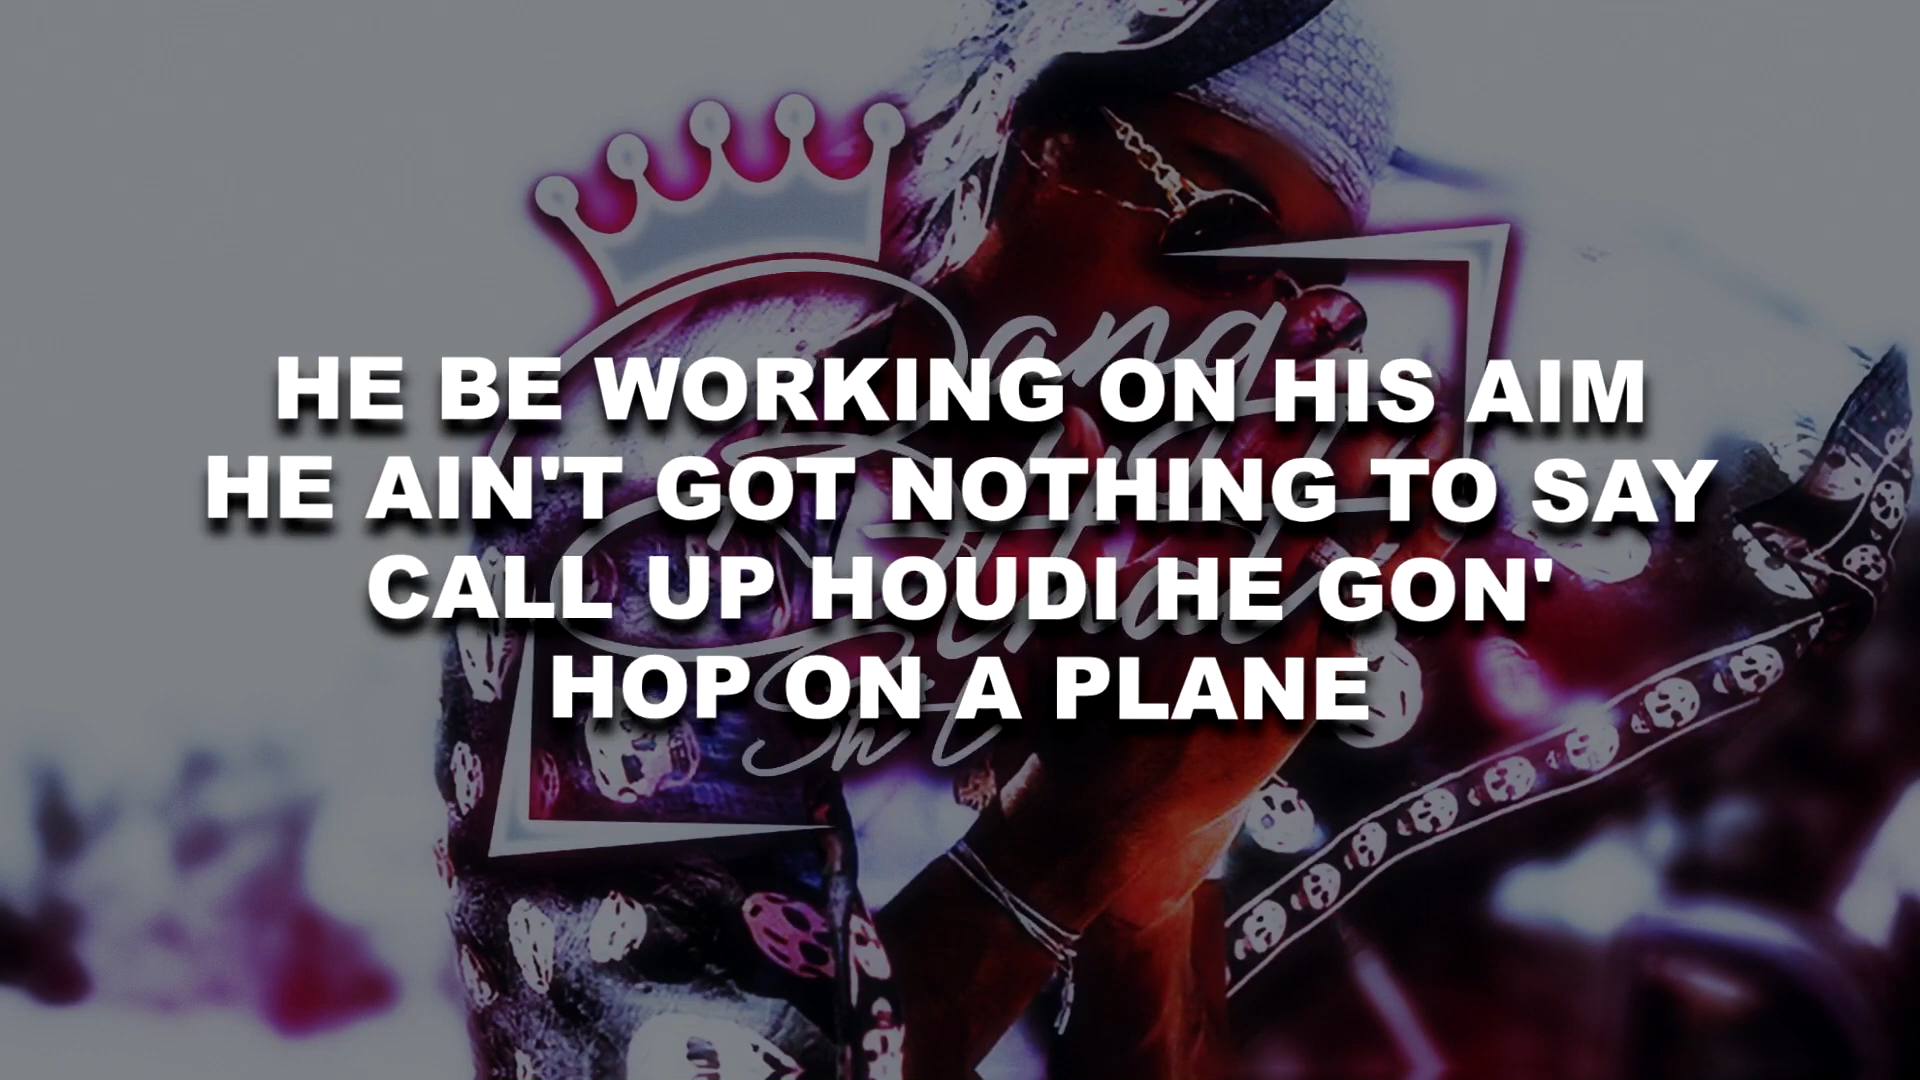 HE BE WORKING ON HIS AIM
HE AIN'T GOT NOTHING TO SAY
CALL UP HOUDI HE GON'
HOP ON A PLANE